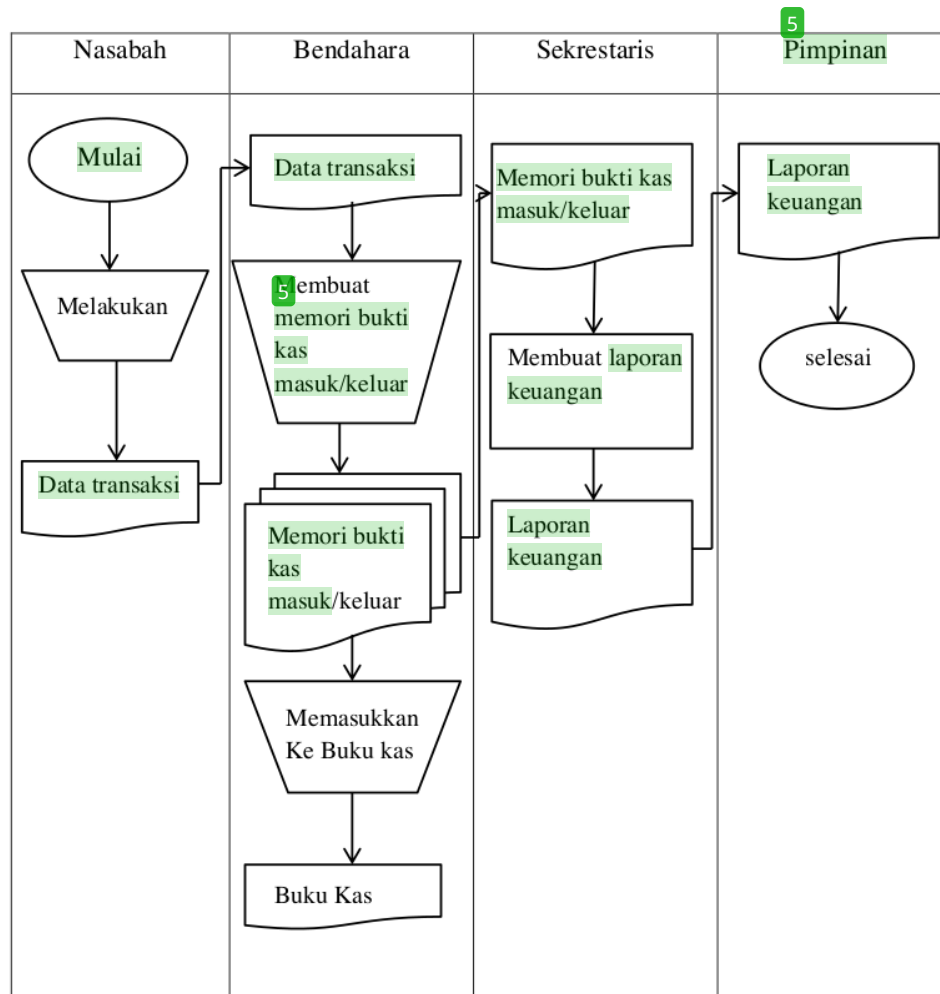 5
Nasabah
Bendahara
Sekrestaris
Pimpinan
Mulai
Melakukan
Data transaksi
Data transaksi
5
Membuat
memori bukti
kas
masuk/keluar
Memori bukti
kas
masuk/keluar
Memasukkan
Ke Buku kas
Buku Kas
Memori bukti kas
masuk/keluar
Membuat laporan
keuangan
Laporan
keuangan
Laporan
keuangan
selesai